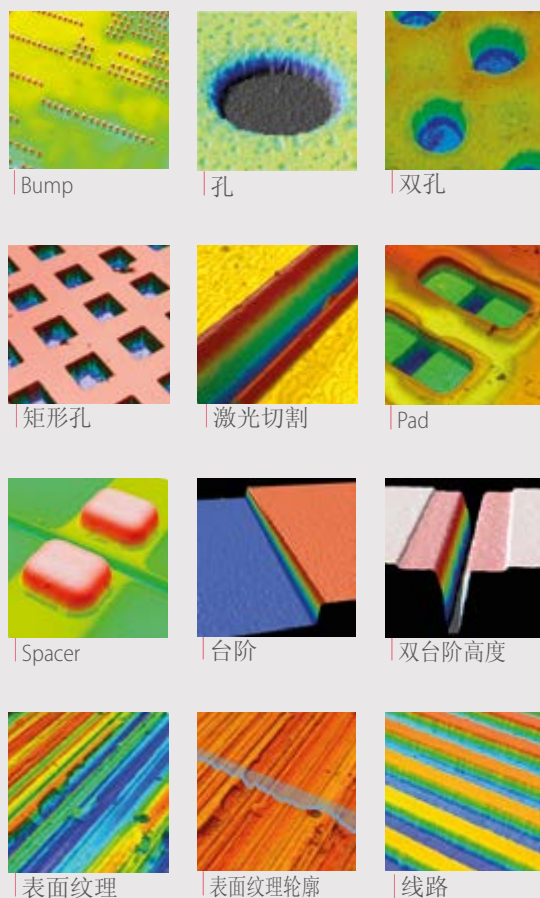 Bump
孔
双孔
矩形孔
激光切割
Pad
Spacer
台阶
双台阶高度
表面纹理
表面纹理轮廓
线路